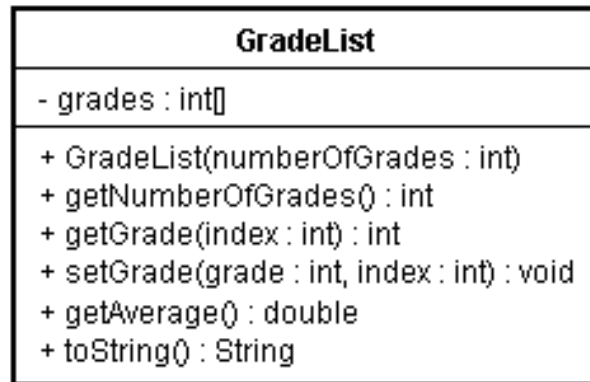 GradeList
- grades : int[]
+ GradeList(numberOfGrades : int)
+ getNumberOfGrades() : int
+ getGrade(index : int) : int
+ setGrade(grade : int, index : int) : void
+ getAverage() : double
+ toString() : String